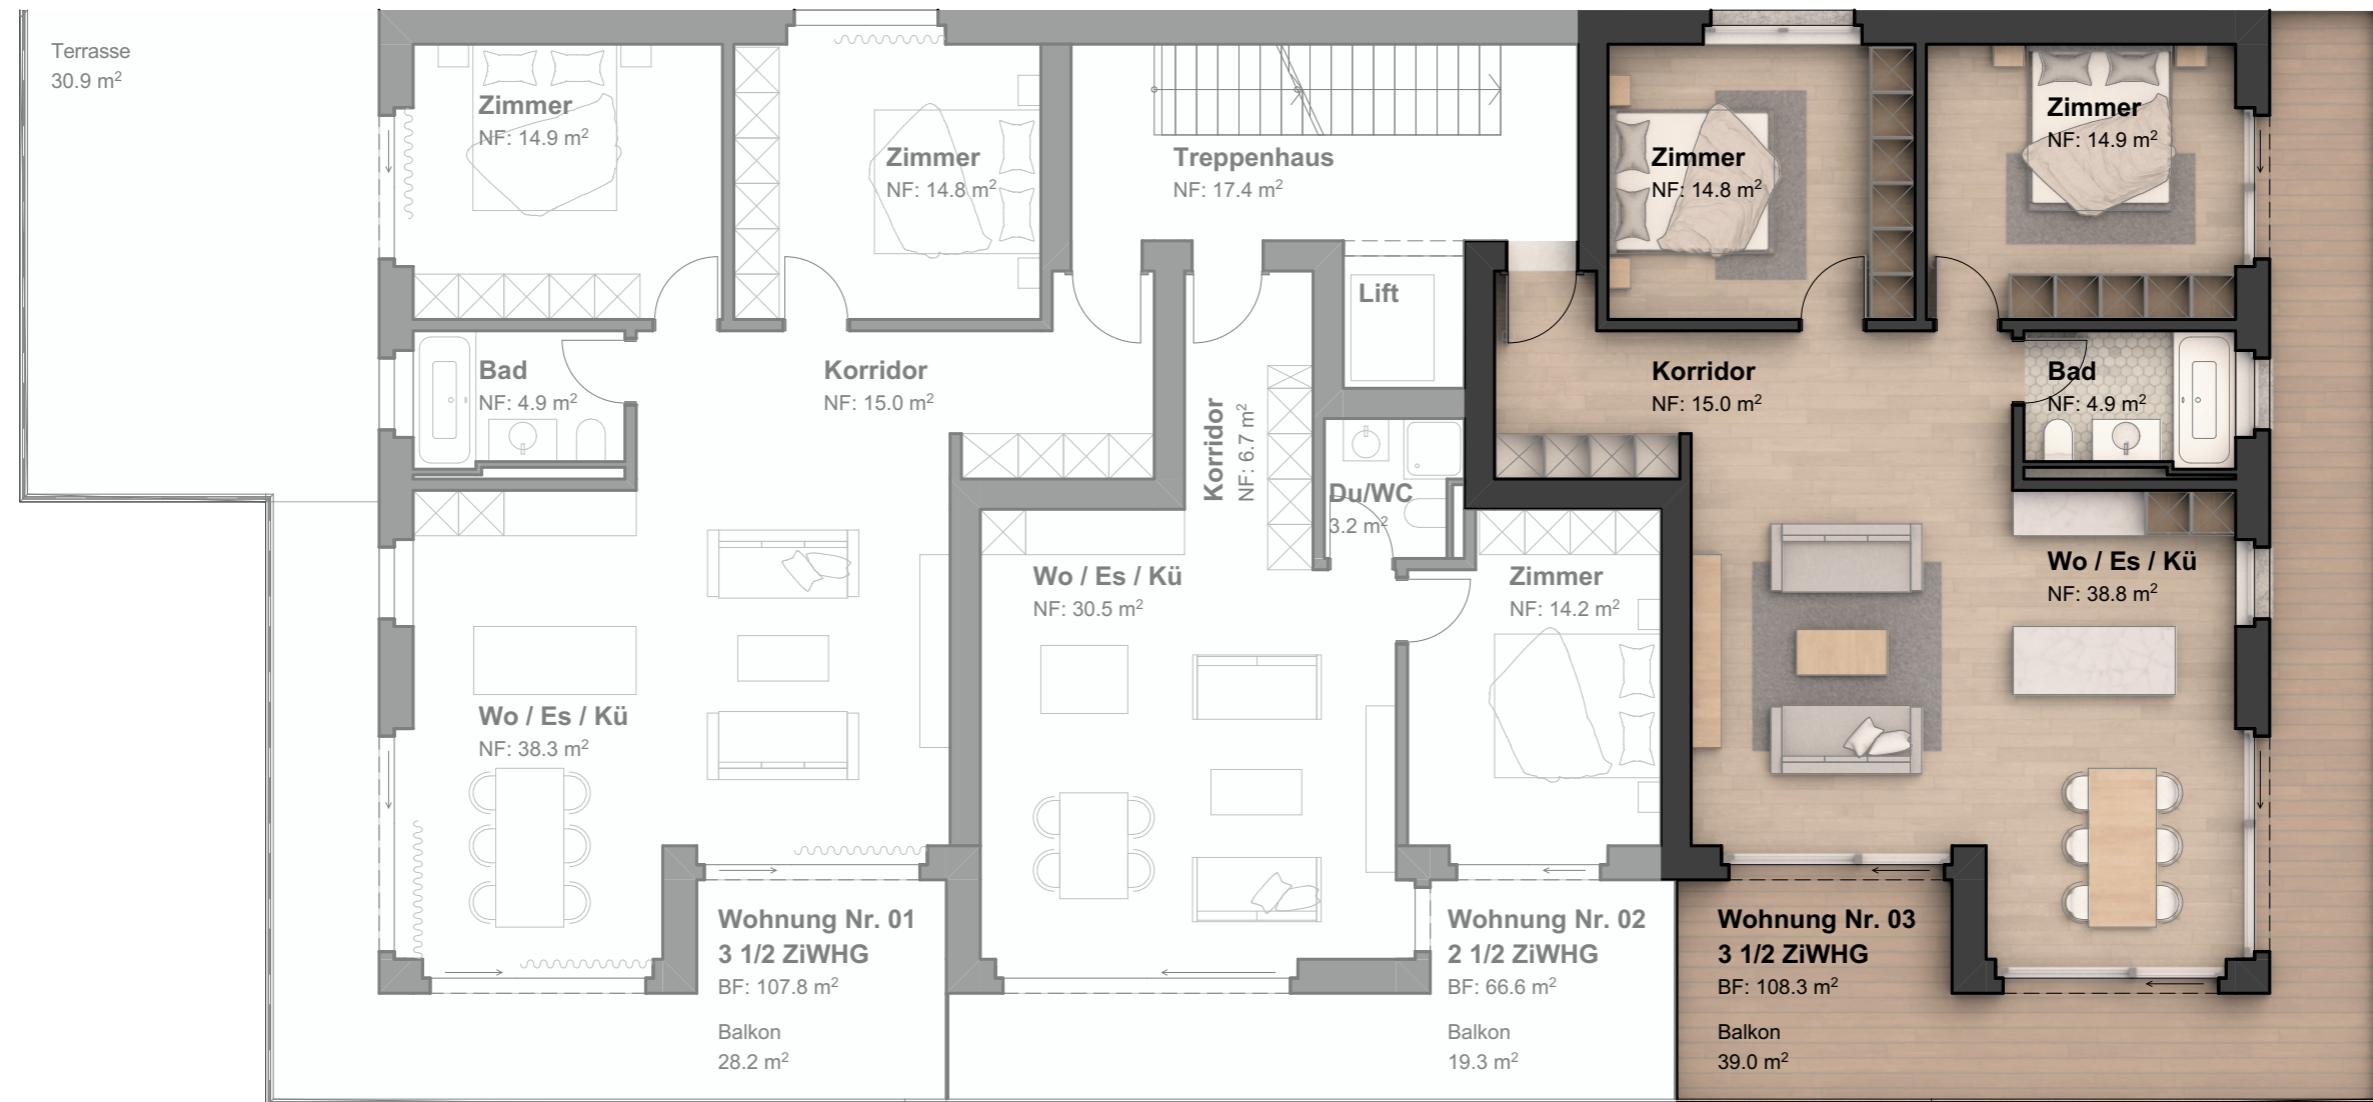 Terrasse
30.9 m²
Zimmer
NF: 14.9 m²
Zimmer
NF: 14.8 m²
Treppenhaus
NF: 17.4 m²
Zimmer
NF: 14.8 m²
Zimmer
NF: 14.9 m²
Lift
Bad
NF: 4.9 m²
Korridor
NF: 15.0 m²
Korridor
NF: 6.7 m²
Korridor
NF: 15.0 m²
Bad
NF: 4.9 m²
Du/WC
3.2 m²
Wo / Es / Kü
NF: 38.3 m²
Wo / Es / Kü
NF: 30.5 m²
Zimmer
NF: 14.2 m²
Wo / Es / Kü
NF: 38.8 m²
Wohnung Nr. 01
3 1/2 ZiWHG
BF: 107.8 m²
Balkon
28.2 m²
Wohnung Nr. 02
2 1/2 ZiWHG
BF: 66.6 m²
Balkon
19.3 m²
Wohnung Nr. 03
3 1/2 ZiWHG
BF: 108.3 m²
Balkon
39.0 m²